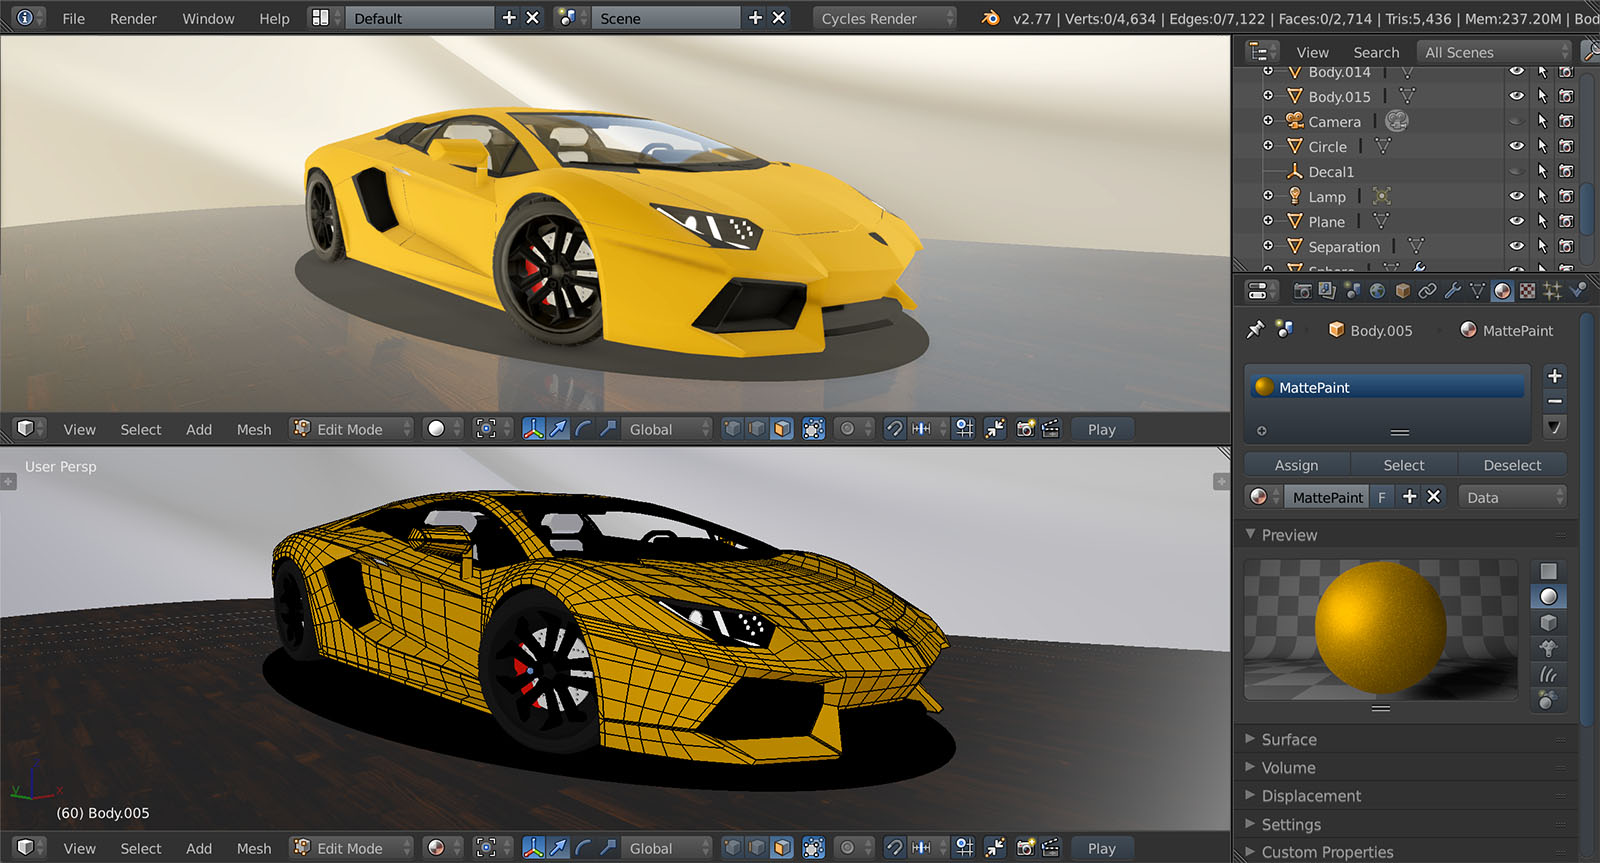 File Render Window Help Default Scene Cycles Render v2.77 | Verts:0/4,634 | Edges:0/7,122 | Faces:0/2,714 | Tris:5,436 | Mem:237.20M | Bod
View Search All Scenes
Body.014
Body.015
Camera
Circle
Decal1
Lamp
Plane
Separation
Sphere
Body.005 MattePaint
MattePaint
Assign Select Deselect
MattePaint F Data
Preview
Surface
Volume
Displacement
Settings
Custom Properties
View Select Add Mesh Edit Mode Global Play
User Persp
z
y x
(60) Body.005
View Select Add Mesh Edit Mode Global Play